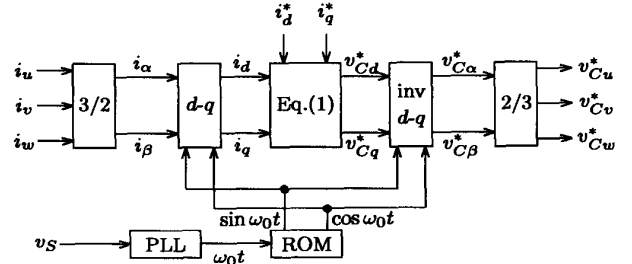 i*d i*q
iu iα id v*Cd v*Cα v*Cu
iv 3/2 d-q Eq.(1) inv d-q 2/3 v*Cv
iw iβ iq v*Cq v*Cβ v*Cw
sin ω0t cos ω0t
vS PLL ω0t ROM